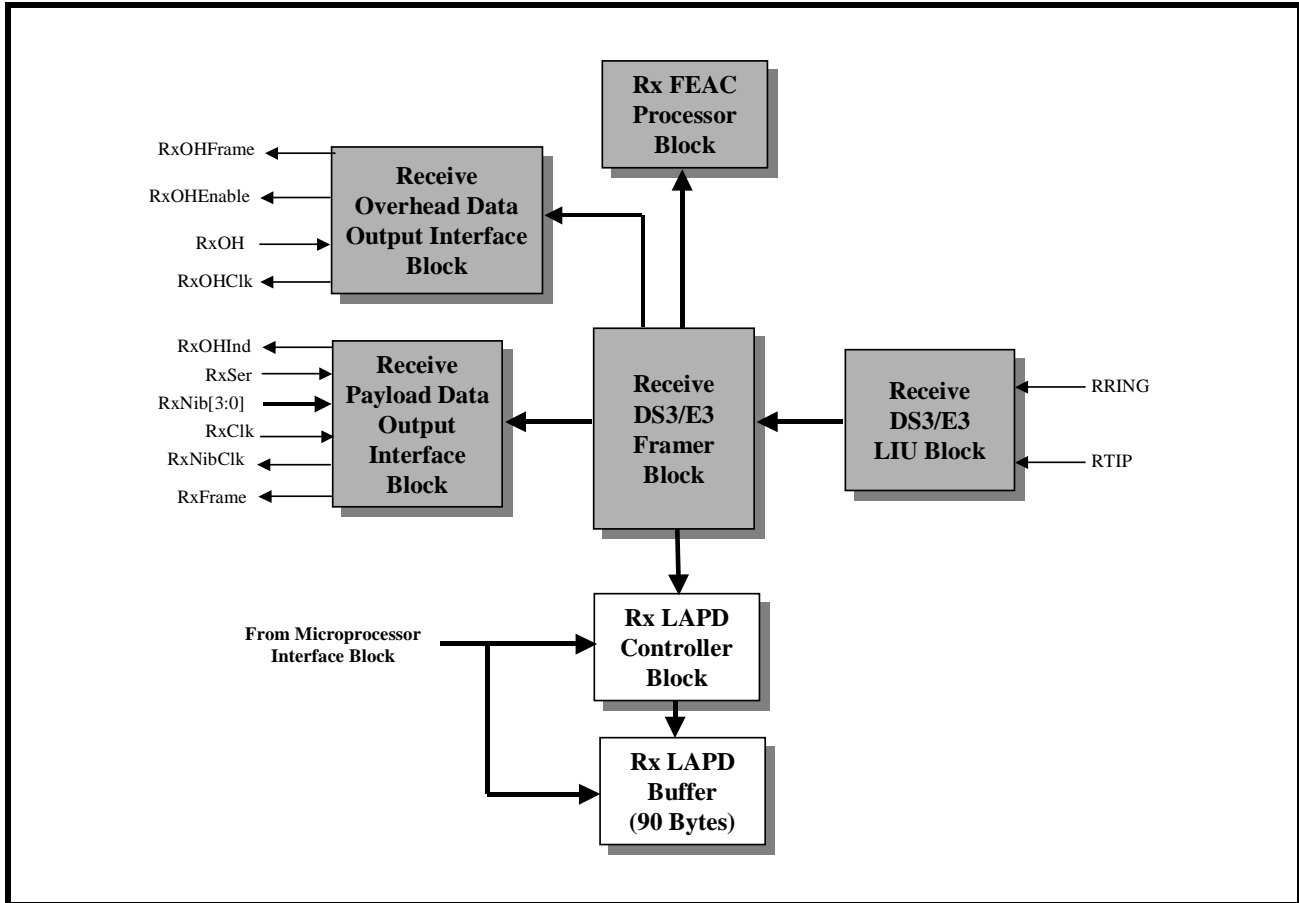 Rx FEAC
Processor
Block
RxOHFrame
RxOHEnable
RxOH
RxOHClk
Receive
Overhead Data
Output Interface
Block
RxOHInd
RxSer
RxNib[3:0]
RxClk
RxNibClk
RxFrame
Receive
Payload Data
Output
Interface
Block
Receive
DS3/E3
Framer
Block
Receive
DS3/E3
LIU Block
RRING
RTIP
From Microprocessor
Interface Block
Rx LAPD
Controller
Block
Rx LAPD
Buffer
(90 Bytes)